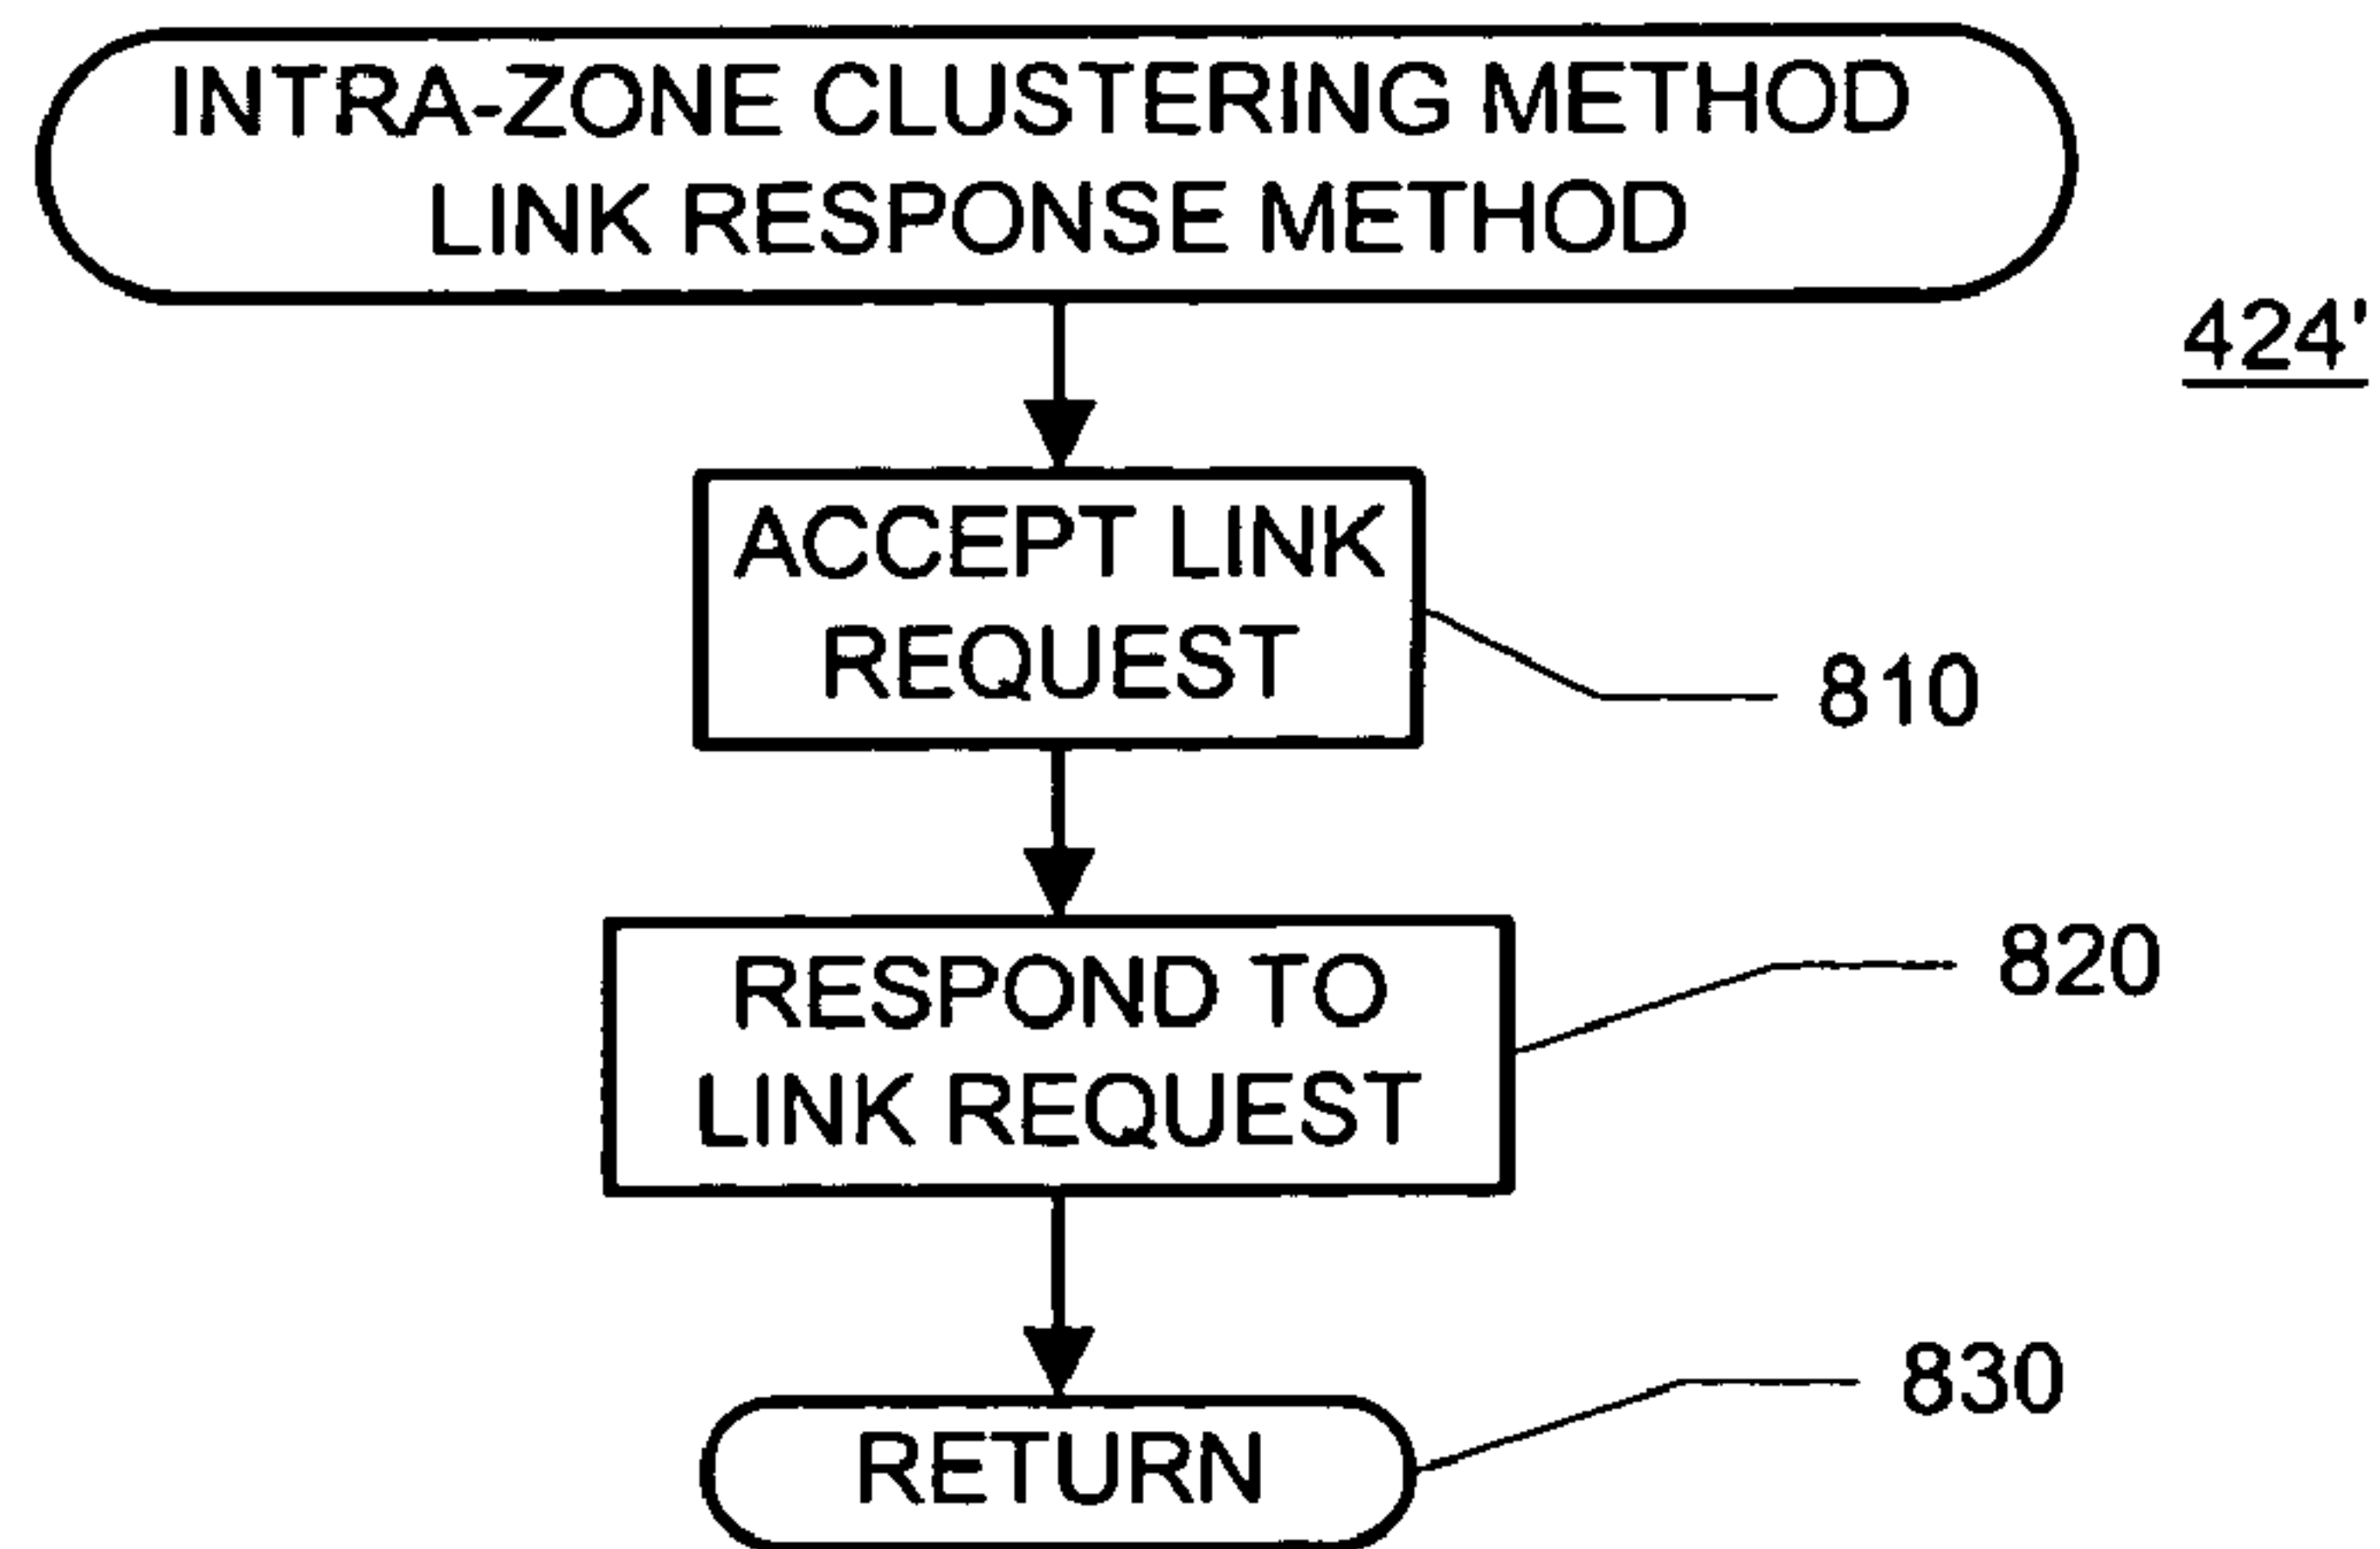 INTRA-ZONE CLUSTERING METHOD
LINK RESPONSE METHOD
424'
ACCEPT LINK
REQUEST
810
RESPOND TO
LINK REQUEST
820
RETURN
830